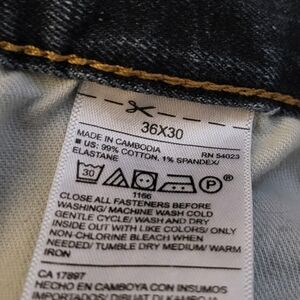 36X30
MADE IN CAMBODIA RN 54023
■ US: 99% COTTON, 1% SPANDEX/
ELASTANE
30 P
1166
CLOSE ALL FASTENERS BEFORE
WASHING/ MACHINE WASH COLD
GENTLE CYCLE/ WASH AND DRY
INSIDE OUT WITH LIKE COLORS/ ONLY
NON-CHLORINE BLEACH WHEN
NEEDED/ TUMBLE DRY MEDIUM/ WARM
IRON
CA 17897
HECHO EN CAMBOYA CON INSUMOS
IMPORTADOS/